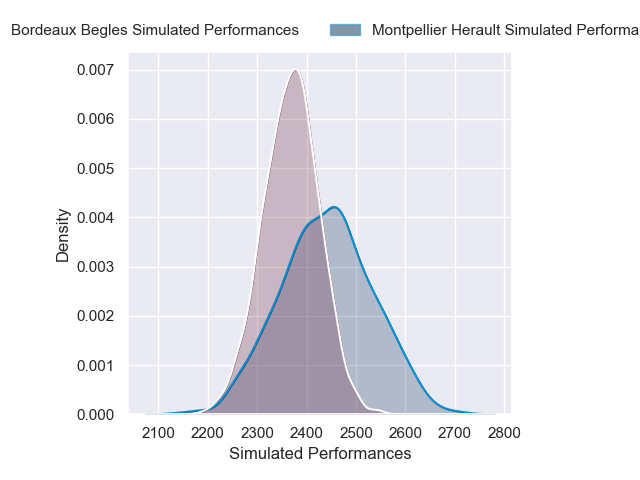 Bordeaux Begles Simulated Performances
Montpellier Herault Simulated Performa
0.007
0.006
0.005
0.004
0.003
0.002
0.001
0.000
Density
2100 2200 2300 2400 2500 2600 2700 2800
Simulated Performances